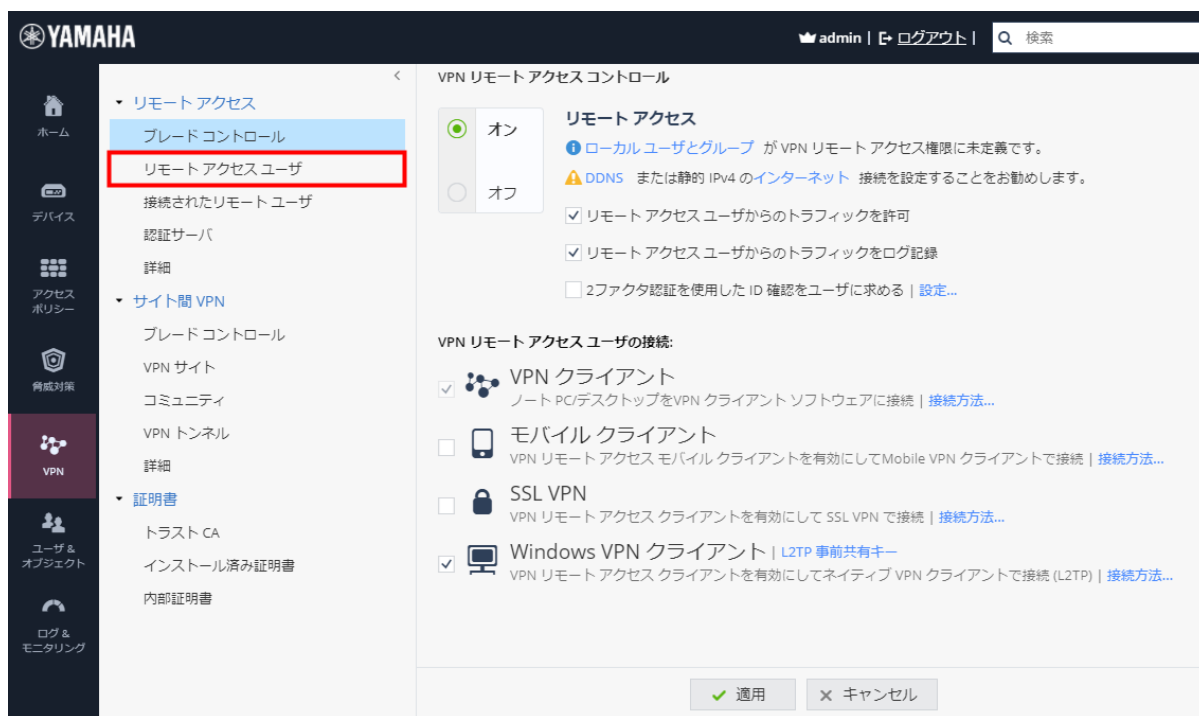 YAMAHA
admin | ログアウト |
検索
ホーム
デバイス
アクセス
ポリシー
脅威対策
VPN
ユーザ &
オブジェクト
ログ &
モニタリング
リモート アクセス
ブレード コントロール
リモート アクセス ユーザ
接続されたリモート ユーザ
認証サーバ
詳細
サイト間 VPN
ブレード コントロール
VPN サイト
コミュニティ
VPN トンネル
詳細
証明書
トラスト CA
インストール済み証明書
内部証明書
VPN リモート アクセス コントロール
オン
オフ
リモート アクセス
ローカル ユーザとグループ が VPN リモート アクセス権限に未定義です。
DDNS または静的 IPv4 のインターネット 接続を設定することをお勧めします。
リモート アクセス ユーザからのトラフィックを許可
リモート アクセス ユーザからのトラフィックをログ記録
2ファクタ認証を使用した ID 確認をユーザに求める | 設定...
VPN リモート アクセス ユーザの接続:
VPN クライアント
ノート PC/デスクトップをVPN クライアント ソフトウェアに接続 | 接続方法...
モバイル クライアント
VPN リモート アクセス モバイル クライアントを有効にしてMobile VPN クライアントで接続 | 接続方法...
SSL VPN
VPN リモート アクセス クライアントを有効にして SSL VPN で接続 | 接続方法...
Windows VPN クライアント | L2TP 事前共有キー
VPN リモート アクセス クライアントを有効にしてネイティブ VPN クライアントで接続 (L2TP) | 接続方法...
適用
キャンセル